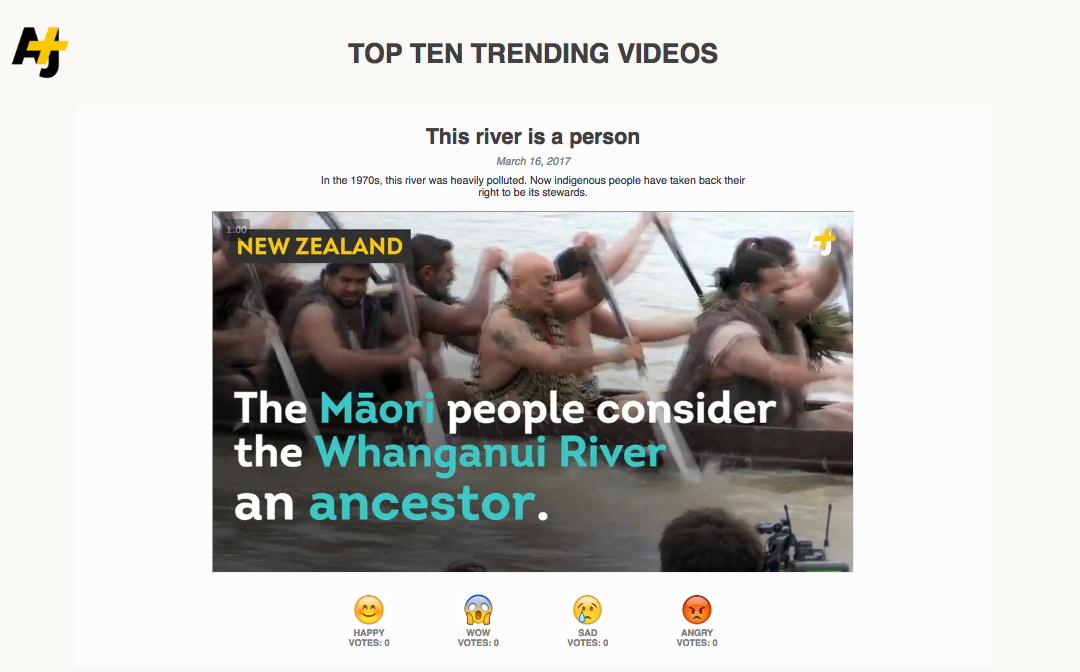 AJ+
TOP TEN TRENDING VIDEOS
This river is a person
March 16, 2017
In the 1970s, this river was heavily polluted. Now indigenous people have taken back their
right to be its stewards.
1.00
NEW ZEALAND
AJ+
The Māori people consider
the Whanganui River
an ancestor.
HAPPY
VOTES: 0
WOW
VOTES: 0
SAD
VOTES: 0
ANGRY
VOTES: 0